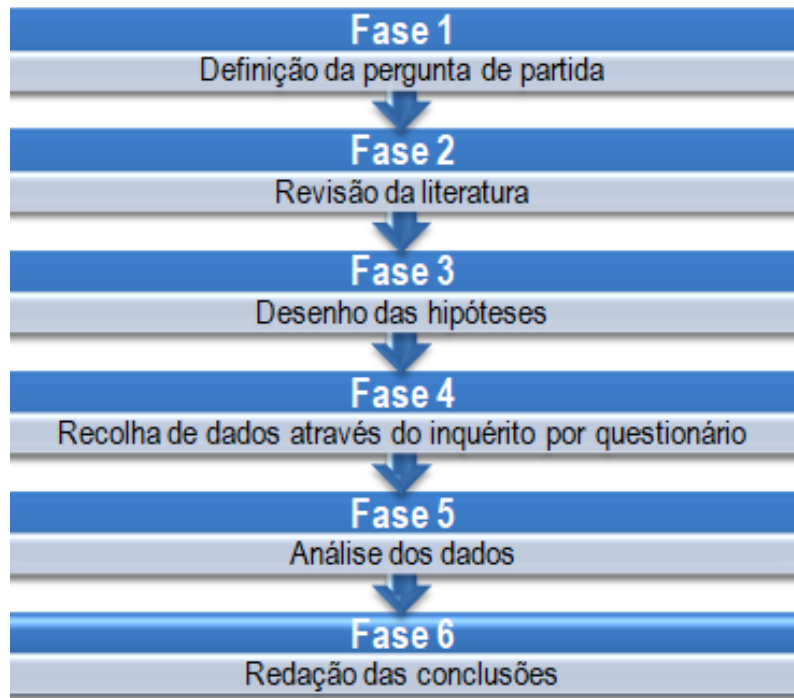 Fase 1
Definição da pergunta de partida
Fase 2
Revisão da literatura
Fase 3
Desenho das hipóteses
Fase 4
Recolha de dados através do inquérito por questionário
Fase 5
Análise dos dados
Fase 6
Redação das conclusões